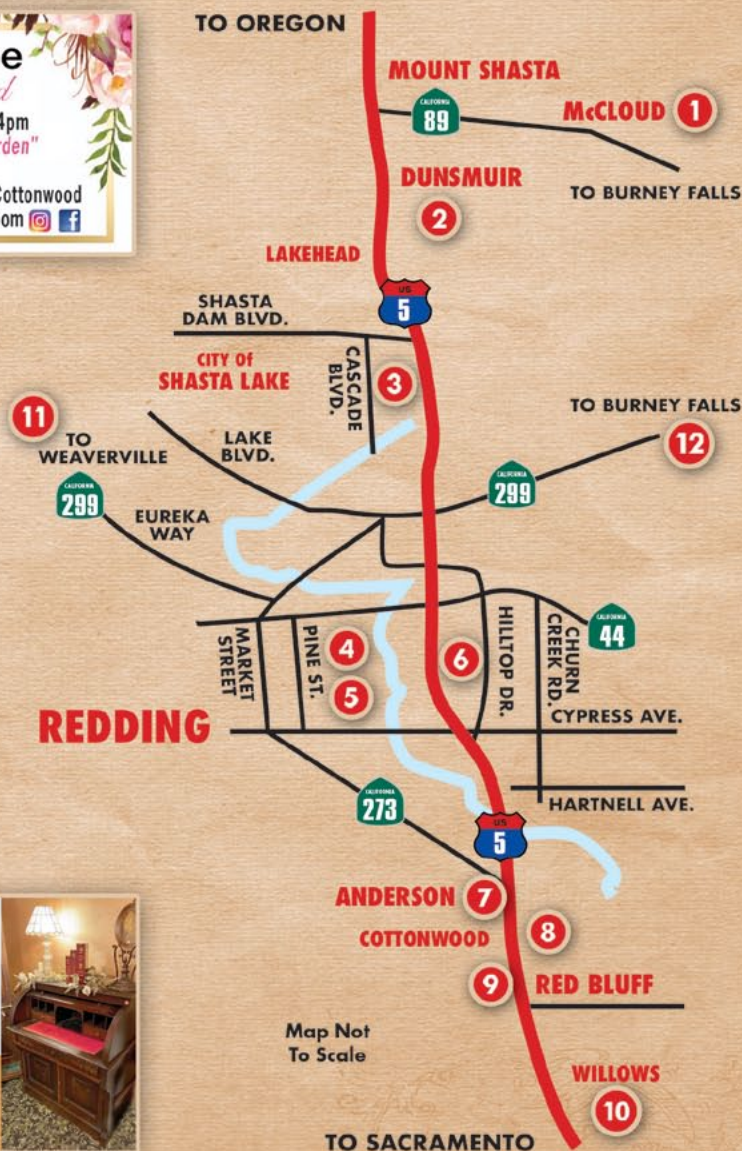 TO OREGON
MOUNT SHASTA
CALIFORNIA
89
McCLOUD
1
4pm
TO BURNEY FALLS
DUNSMUIR
2
Cottonwood
LAKEHEAD
US
5
SHASTA
DAM BLVD.
CITY OF
SHASTA LAKE
CASCADE
BLVD.
3
11
TO
WEAVERVILLE
LAKE
BLVD.
TO BURNEY FALLS
12
CALIFORNIA
299
CALIFORNIA
299
EUREKA
WAY
MARKET
STREET
PINE ST.
4
5
6
HILLTOP DR.
CHURN
CREEK RD.
CALIFORNIA
44
REDDING
CYPRESS AVE.
CALIFORNIA
273
HARTNELL AVE.
US
5
ANDERSON
7
COTTONWOOD
8
9
RED BLUFF
Map Not
To Scale
WILLOWS
10
TO SACRAMENTO